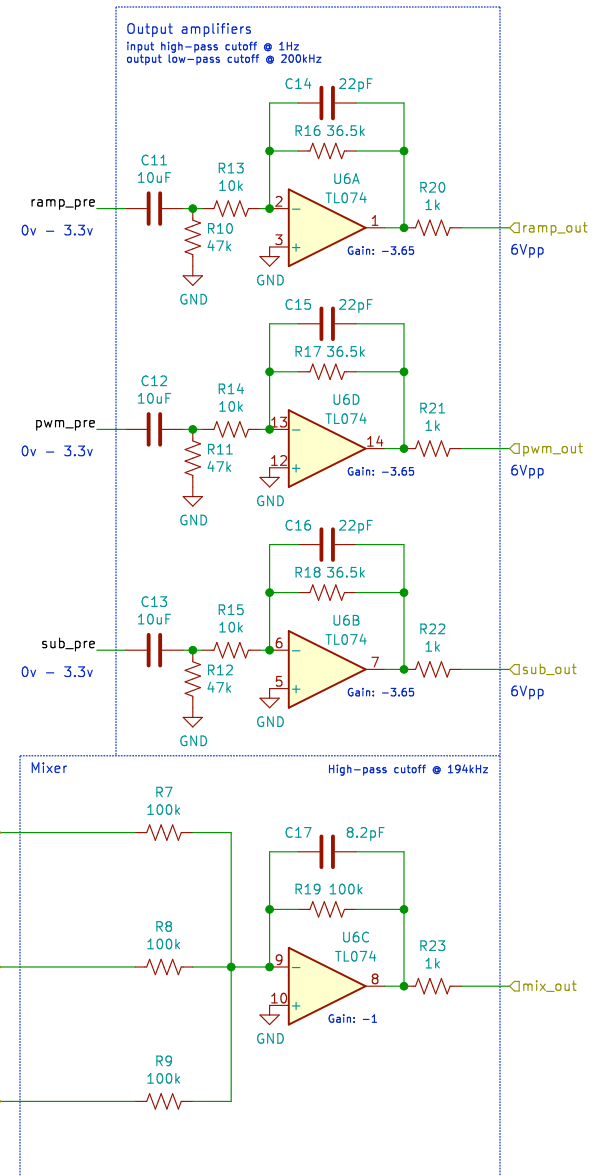 Output amplifiers
input high-pass cutoff @ 1Hz
output low-pass cutoff @ 200kHz
C14 22pF
R16 36.5k
C11
10uF
R13
10k
U6A
TL074
R20
1k
ramp_pre
2
1
ramp_out
0v - 3.3v
R10
47k
3
Gain: -3.65
6Vpp
GND
GND
C15 22pF
R17 36.5k
C12
10uF
R14
10k
U6D
TL074
R21
1k
pwm_pre
13
14
pwm_out
0v - 3.3v
R11
47k
12
Gain: -3.65
6Vpp
GND
GND
C16 22pF
R18 36.5k
C13
10uF
R15
10k
U6B
TL074
R22
1k
sub_pre
6
7
sub_out
0v - 3.3v
R12
47k
5
Gain: -3.65
6Vpp
GND
GND
Mixer
High-pass cutoff @ 194kHz
R7
100k
C17 8.2pF
R19 100k
R8
100k
U6C
TL074
R23
1k
9
8
mix_out
10
Gain: -1
GND
R9
100k